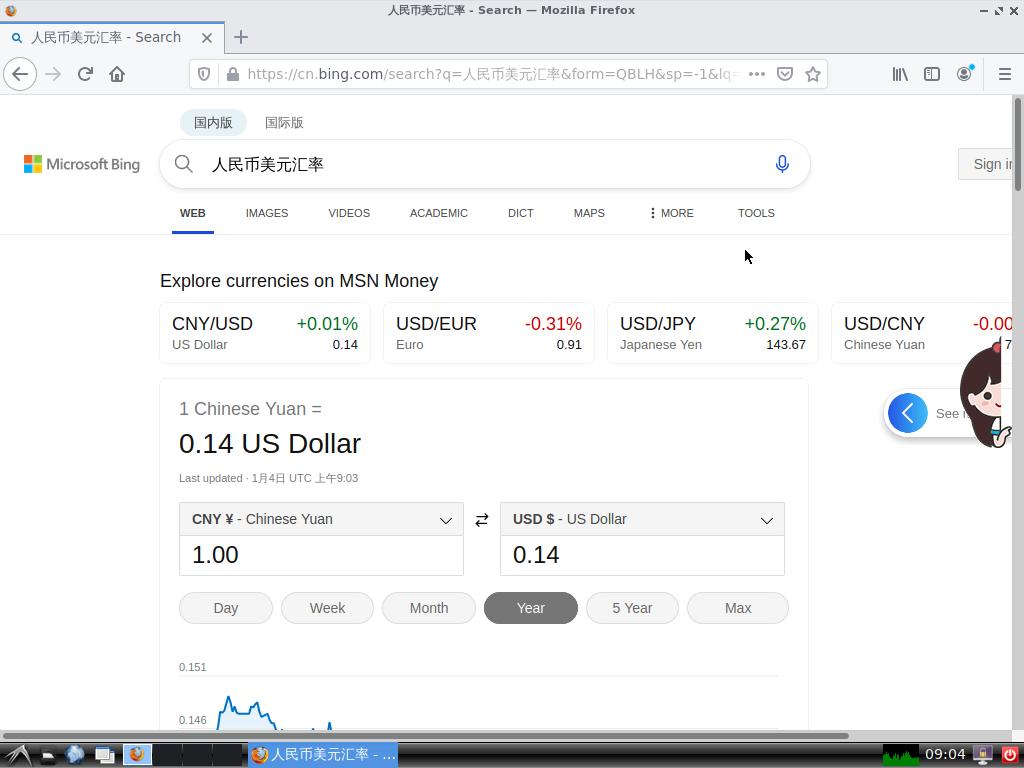 人民币美元汇率 - Search — Mozilla Firefox
人民币美元汇率 - Search
https://cn.bing.com/search?q=人民币美元汇率&form=QBLH&sp=-1&lq=
国内版 国际版
Microsoft Bing
人民币美元汇率
Sign in
WEB IMAGES VIDEOS ACADEMIC DICT MAPS MORE TOOLS
Explore currencies on MSN Money
CNY/USD +0.01%
US Dollar 0.14
USD/EUR -0.31%
Euro 0.91
USD/JPY +0.27%
Japanese Yen 143.67
USD/CNY -0.00
Chinese Yuan 7
See
1 Chinese Yuan =
0.14 US Dollar
Last updated · 1月4日 UTC 上午9:03
CNY ¥ - Chinese Yuan
USD $ - US Dollar
1.00
0.14
Day Week Month Year 5 Year Max
0.151
0.146
人民币美元汇率 - ...
09:04